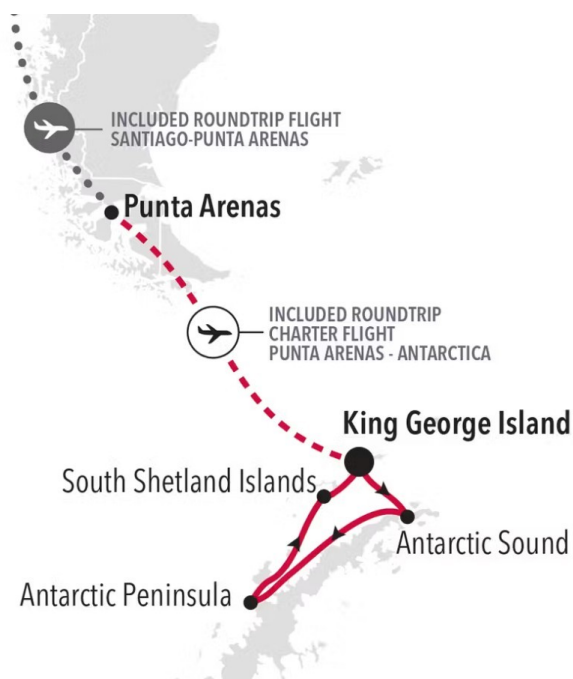 INCLUDED ROUNDTRIP FLIGHT
SANTIAGO-PUNTA ARENAS
Punta Arenas
INCLUDED ROUNDTRIP
CHARTER FLIGHT
PUNTA ARENAS - ANTARCTICA
King George Island
South Shetland Islands
Antarctic Sound
Antarctic Peninsula